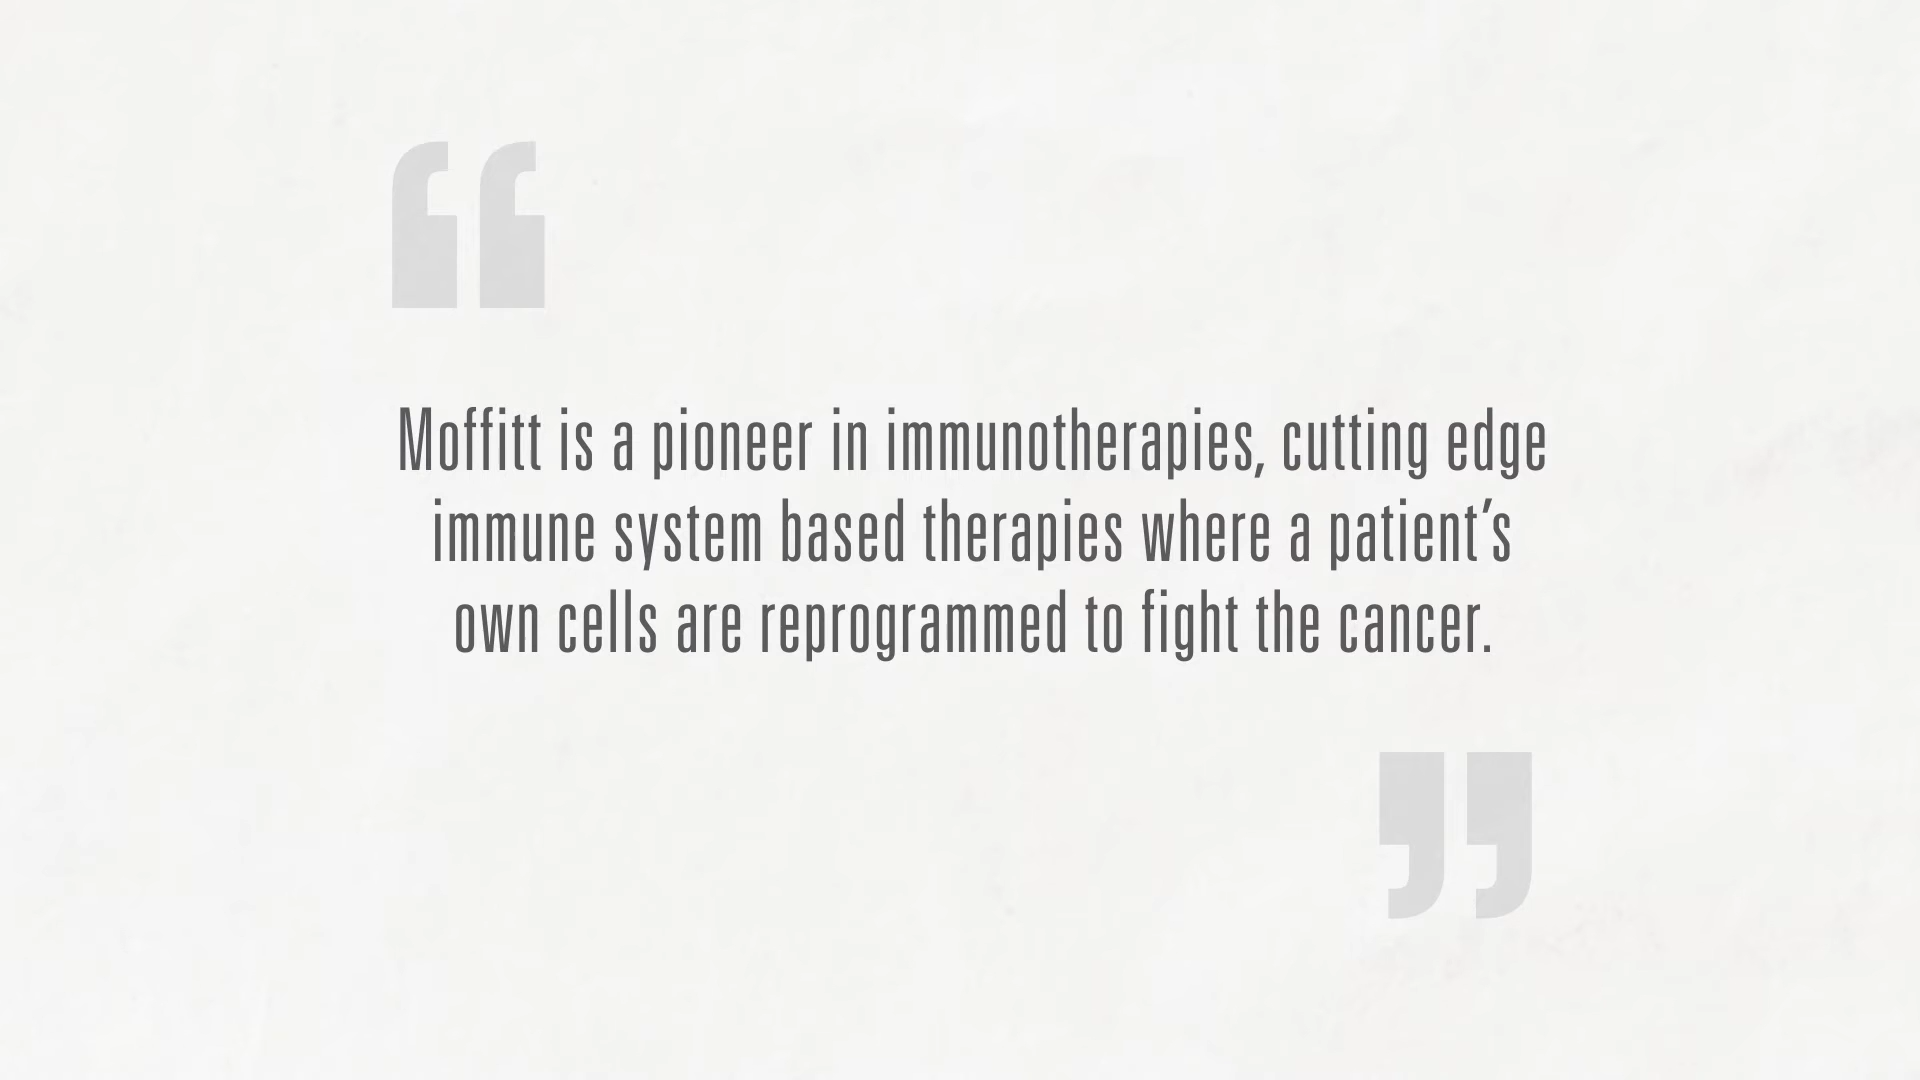 “
Moffitt is a pioneer in immunotherapies, cutting edge
immune system based therapies where a patient’s
own cells are reprogrammed to fight the cancer.
”